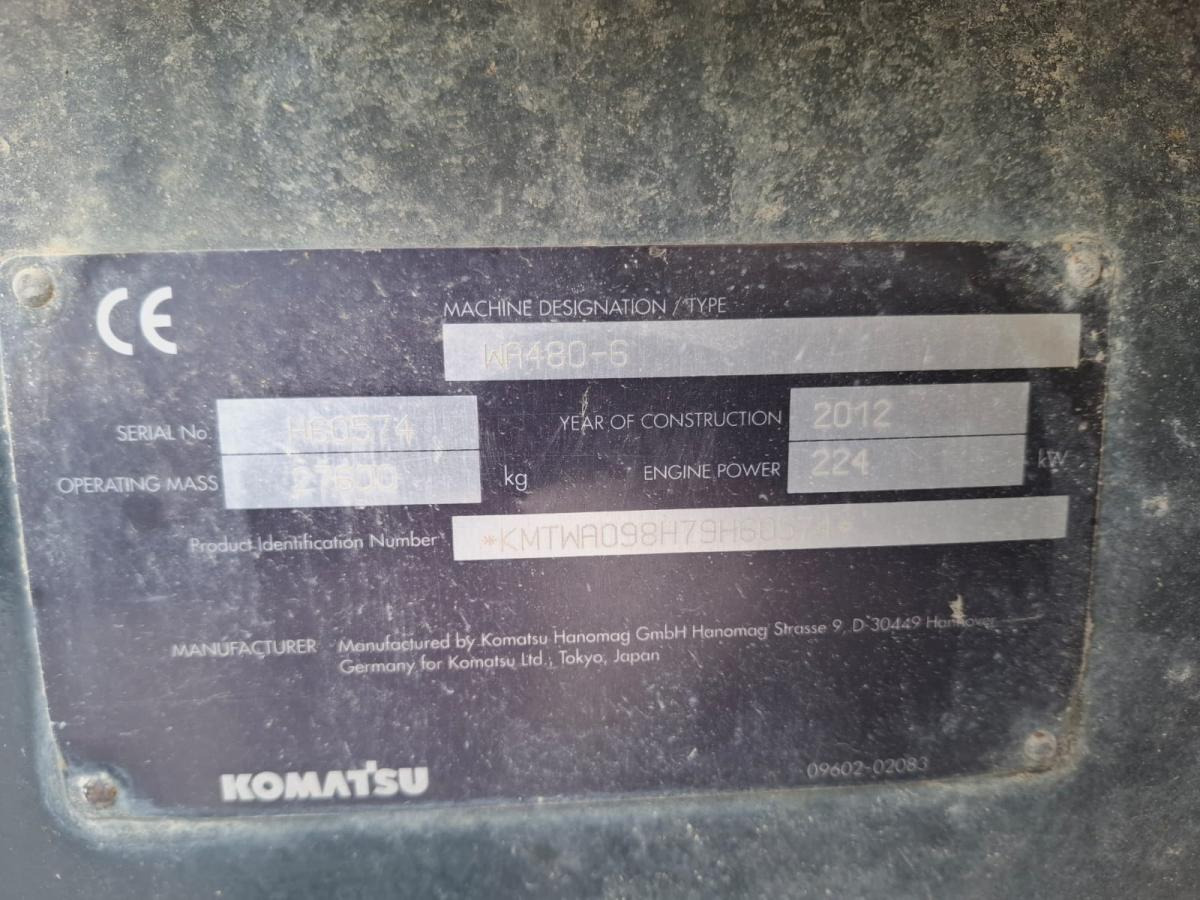 CE
MACHINE DESIGNATION / TYPE
WA480-6
SERIAL No. H60574 YEAR OF CONSTRUCTION 2012
OPERATING MASS 27600 kg ENGINE POWER 224 kW
Product Identification Number *KMTWA098H79H60574*
MANUFACTURER Manufactured by Komatsu Hanomag GmbH Hanomag Strasse 9, D-30449 Hannover
Germany for Komatsu Ltd., Tokyo, Japan
KOMATSU
09602-02083